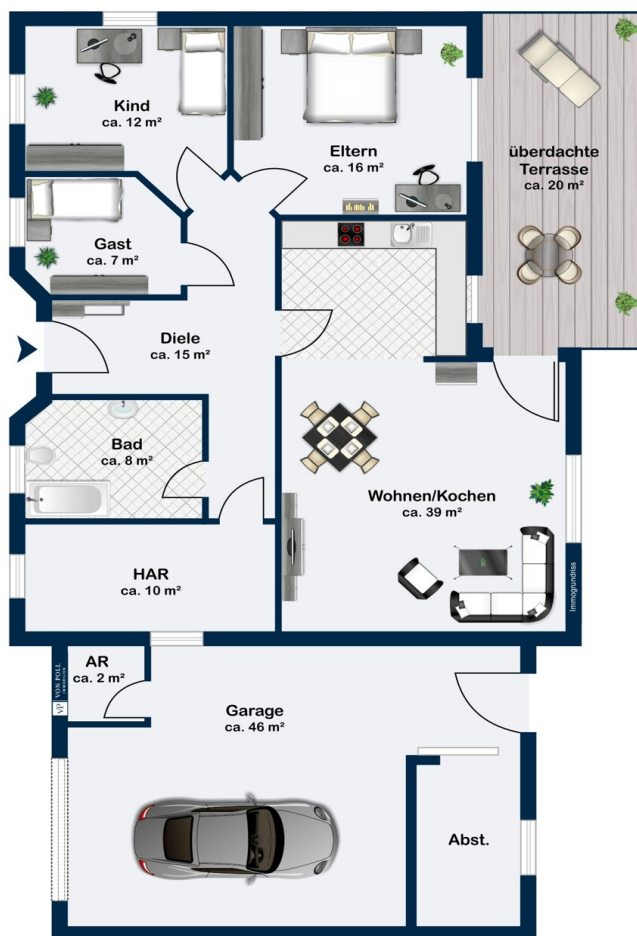 Kind
ca. 12 m²
Eltern
ca. 16 m²
überdachte
Terrasse
ca. 20 m²
Gast
ca. 7 m²
Diele
ca. 15 m²
Bad
ca. 8 m²
Wohnen/Kochen
ca. 39 m²
HAR
ca. 10 m²
Immogrundriss
AR
ca. 2 m²
VP
VON POLL
IMMOBILIEN
Garage
ca. 46 m²
Abst.